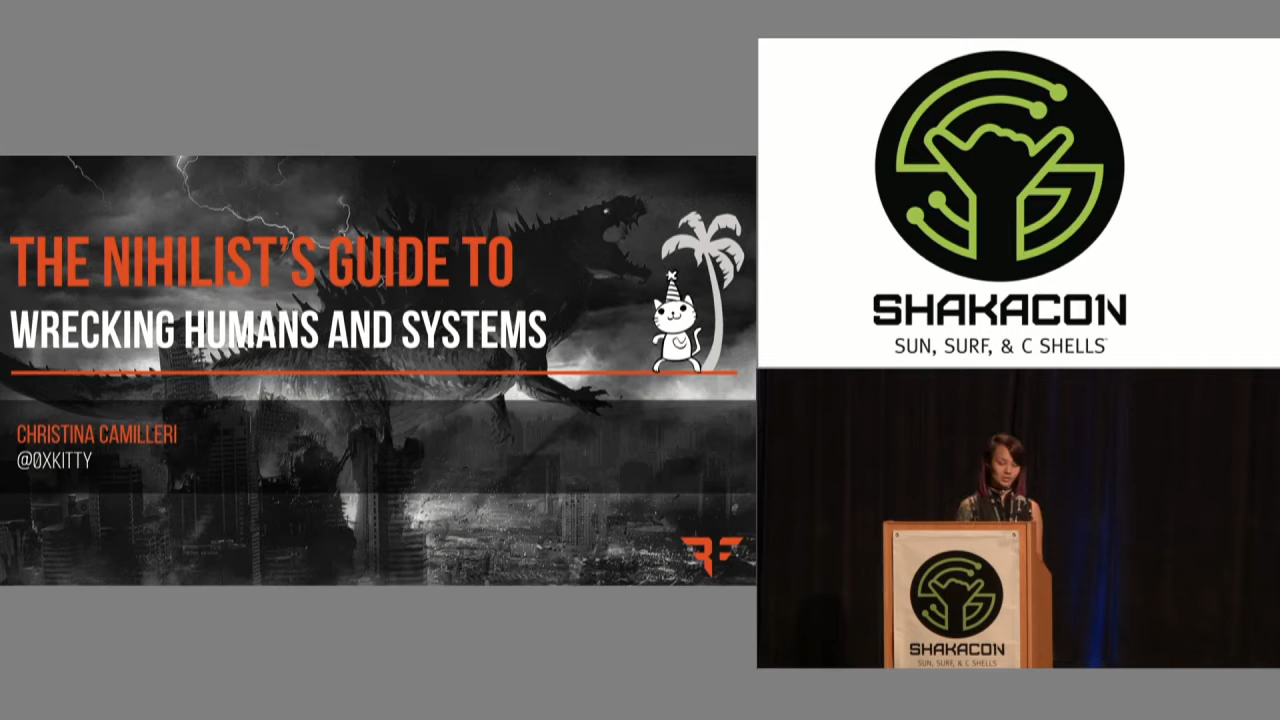 THE NIHILIST'S GUIDE TO
WRECKING HUMANS AND SYSTEMS
CHRISTINA CAMILLERI
@0XKITTY
SHAKACON
SUN, SURF, & C SHELLS
SHAKACON
SUN, SURF, & C SHELLS